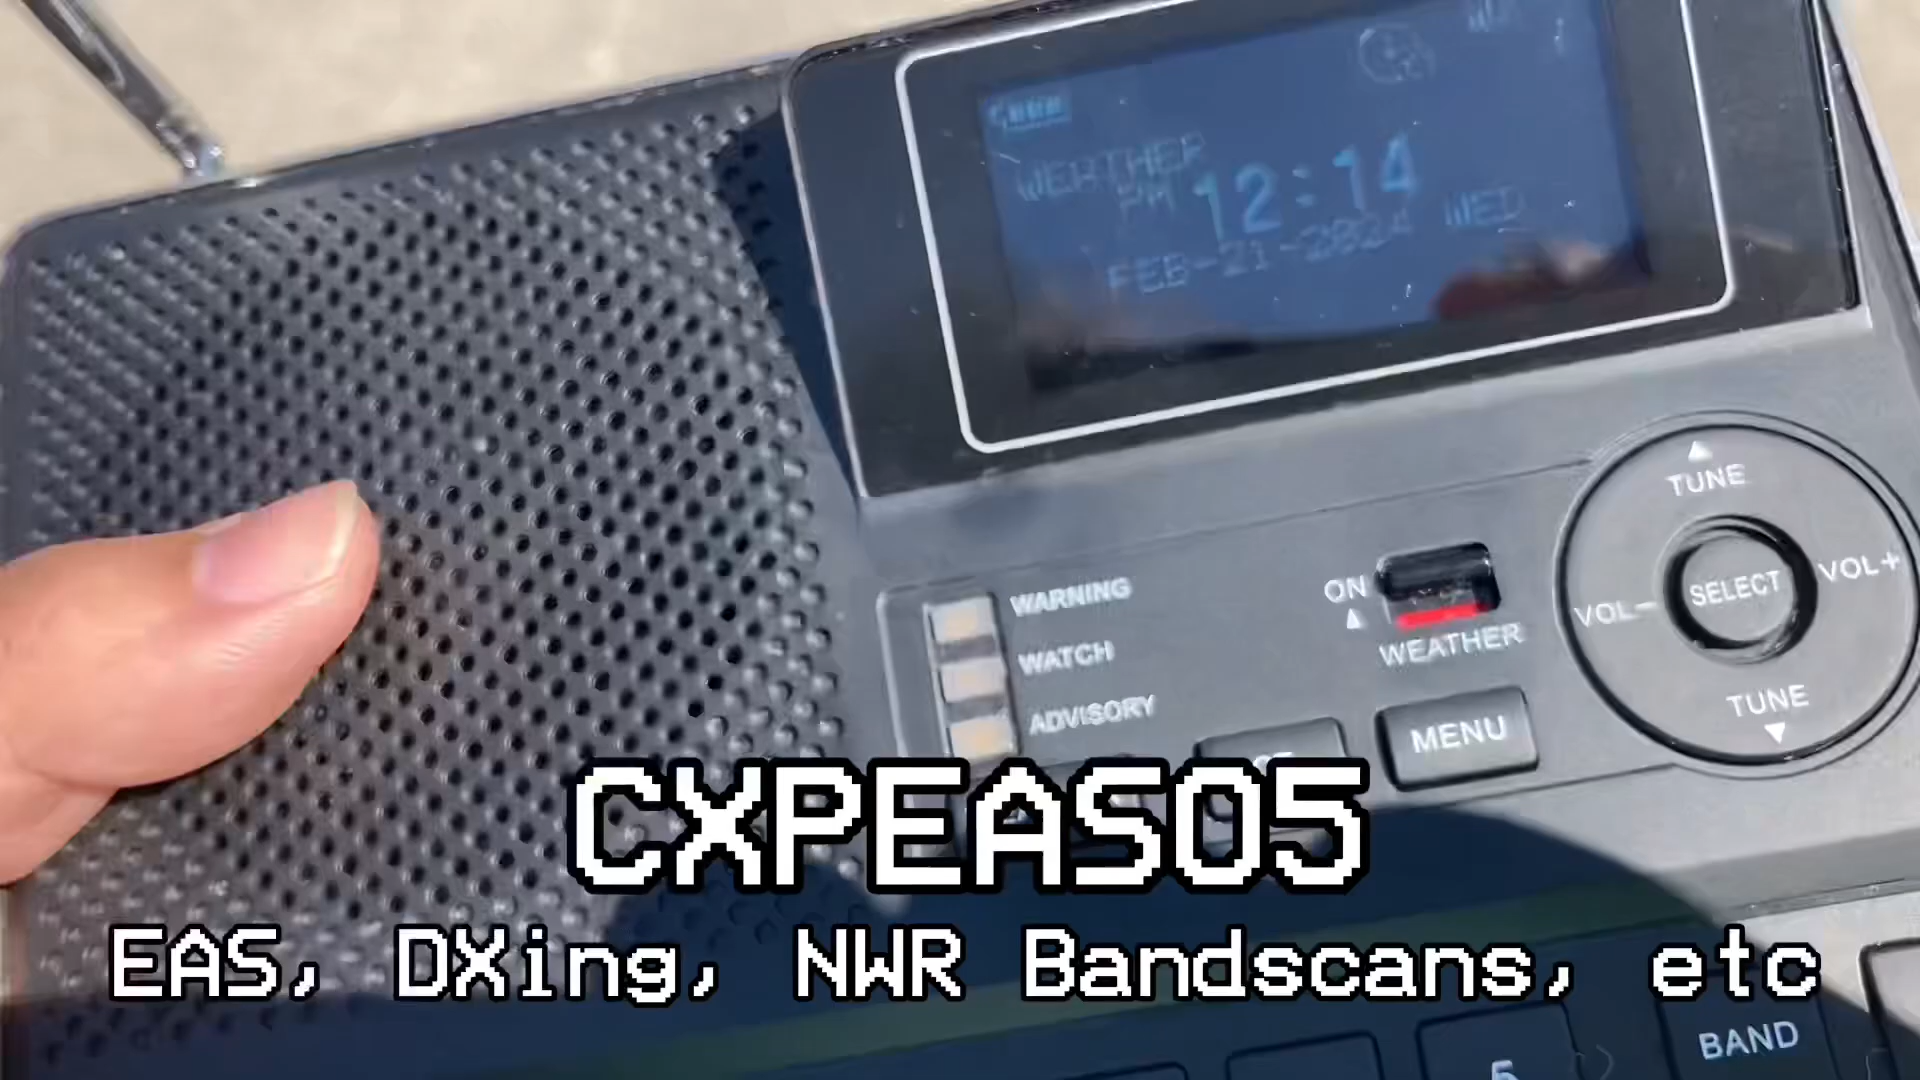 WEATHER
PM 12:14 WED
FEB-21-2024
TUNE
VOL- SELECT VOL+
TUNE
ON
WEATHER
MENU
WARNING
WATCH
ADVISORY
CXPEAS05
EAS, DXing, NWR Bandscans, etc
BAND
5